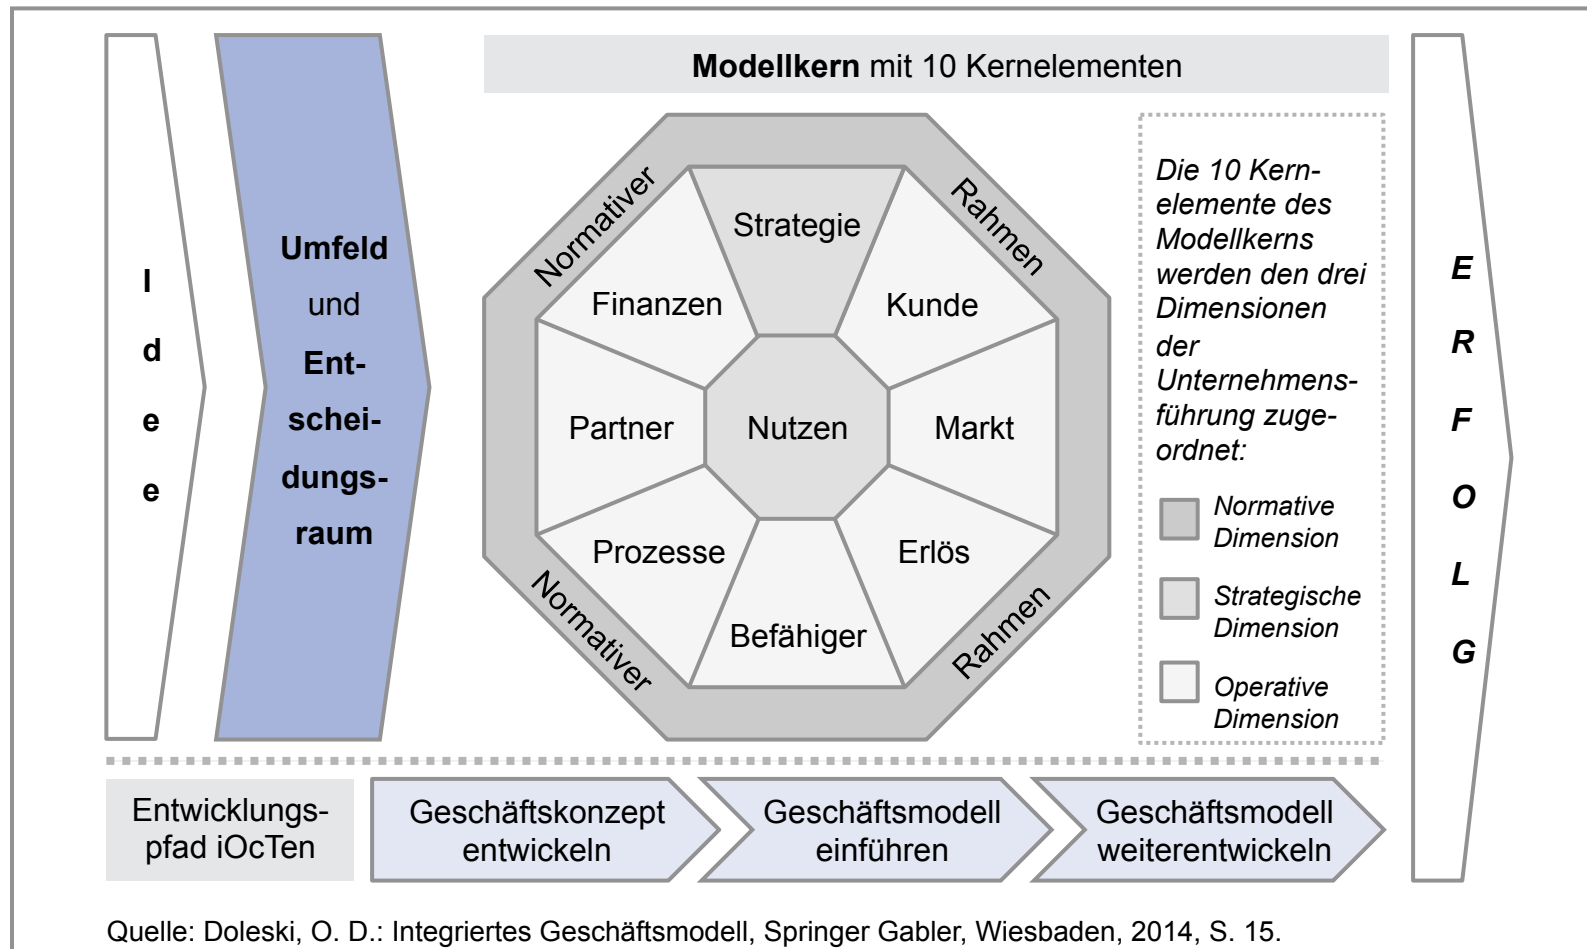 Modellkern mit 10 Kernelementen
I
d
e
e
Umfeld
und
Ent-
schei-
dungs-
raum
Normativer
Rahmen
Strategie
Finanzen
Kunde
Partner
Nutzen
Markt
Prozesse
Erlös
Befähiger
Normativer
Rahmen
Die 10 Kern-
elemente des
Modellkerns
werden den drei
Dimensionen
der
Unternehmens-
führung zuge-
ordnet:
Normative
Dimension
Strategische
Dimension
Operative
Dimension
E
R
F
O
L
G
Entwicklungs-
pfad iOcTen
Geschäftskonzept
entwickeln
Geschäftsmodell
einführen
Geschäftsmodell
weiterentwickeln
Quelle: Doleski, O. D.: Integriertes Geschäftsmodell, Springer Gabler, Wiesbaden, 2014, S. 15.